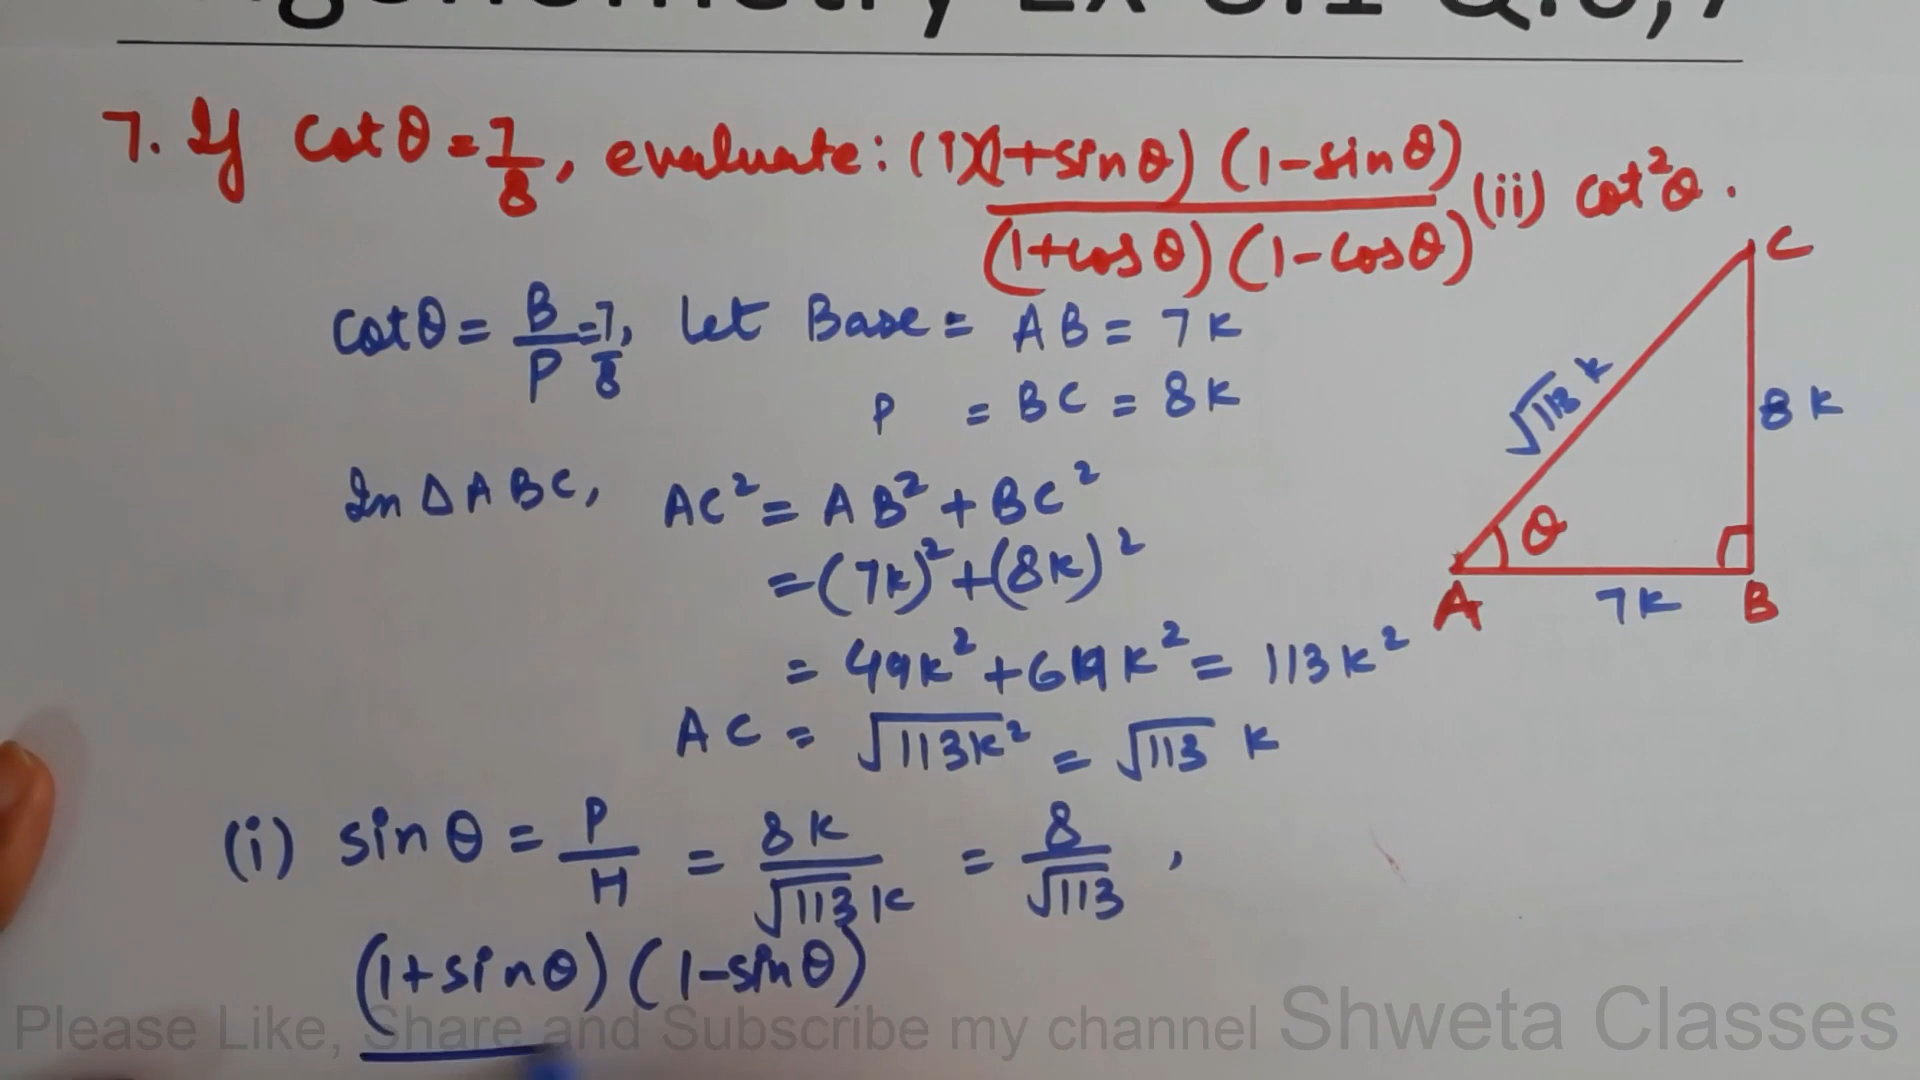 7. If cot θ = 7/8, evaluate: (i) (1+sin θ) (1-sin θ) / (1+cos θ) (1-cos θ) (ii) cot²θ.
cot θ = B/P = 7/8, Let Base = AB = 7k
P = BC = 8k
In Δ ABC, AC² = AB² + BC²
= (7k)² + (8k)²
= 49k² + 64k² = 113k²
AC = √113k² = √113 k
(i) sin θ = P/H = 8k/√113 k = 8/√113 ,
(1+sin θ) (1-sin θ)
C
√113 k
8k
θ
A 7k B
Please Like, Share and Subscribe my channel Shweta Classes